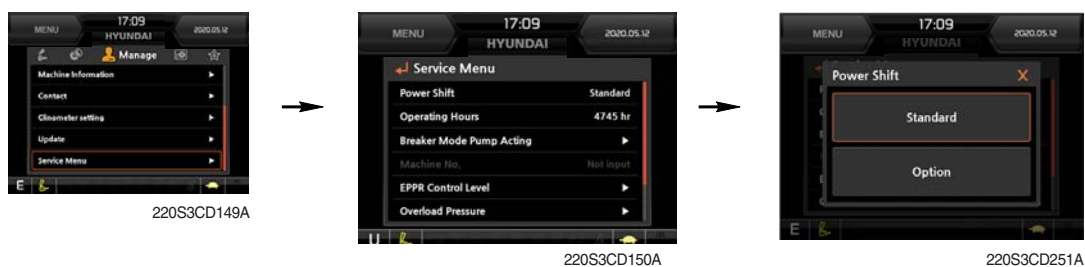 MENU
17:09
HYUNDAI
2020.05.12
Manage
Machine Information
Contact
Clinometer setting
Update
Service Menu
E
220S3CD149A
MENU
17:09
HYUNDAI
2020.05.12
Service Menu
Power Shift Standard
Operating Hours 4745 hr
Breaker Mode Pump Acting
Machine No. Not input
EPPR Control Level
Overload Pressure
U
220S3CD150A
MENU
17:09
HYUNDAI
2020.05.12
Power Shift X
Standard
Option
E
220S3CD251A